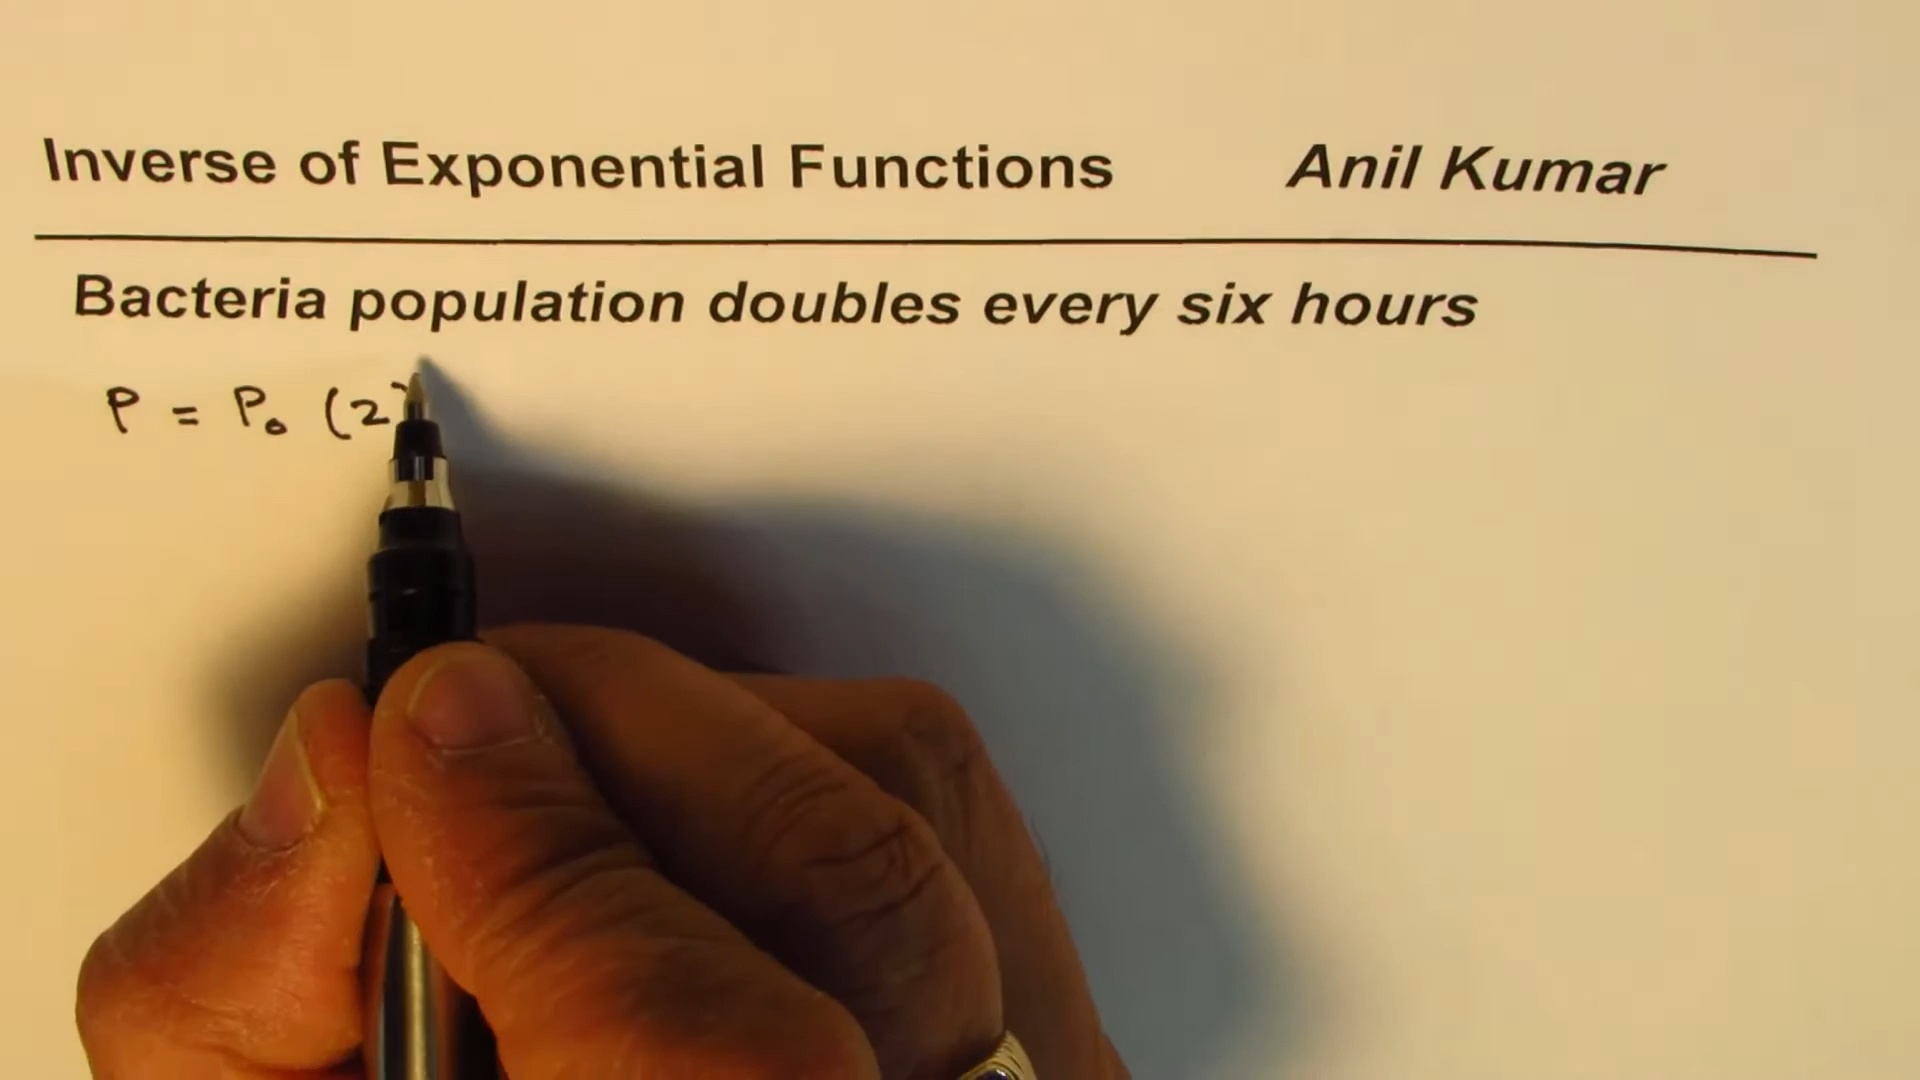 Inverse of Exponential Functions Anil Kumar
Bacteria population doubles every six hours
P = P₀ (2)